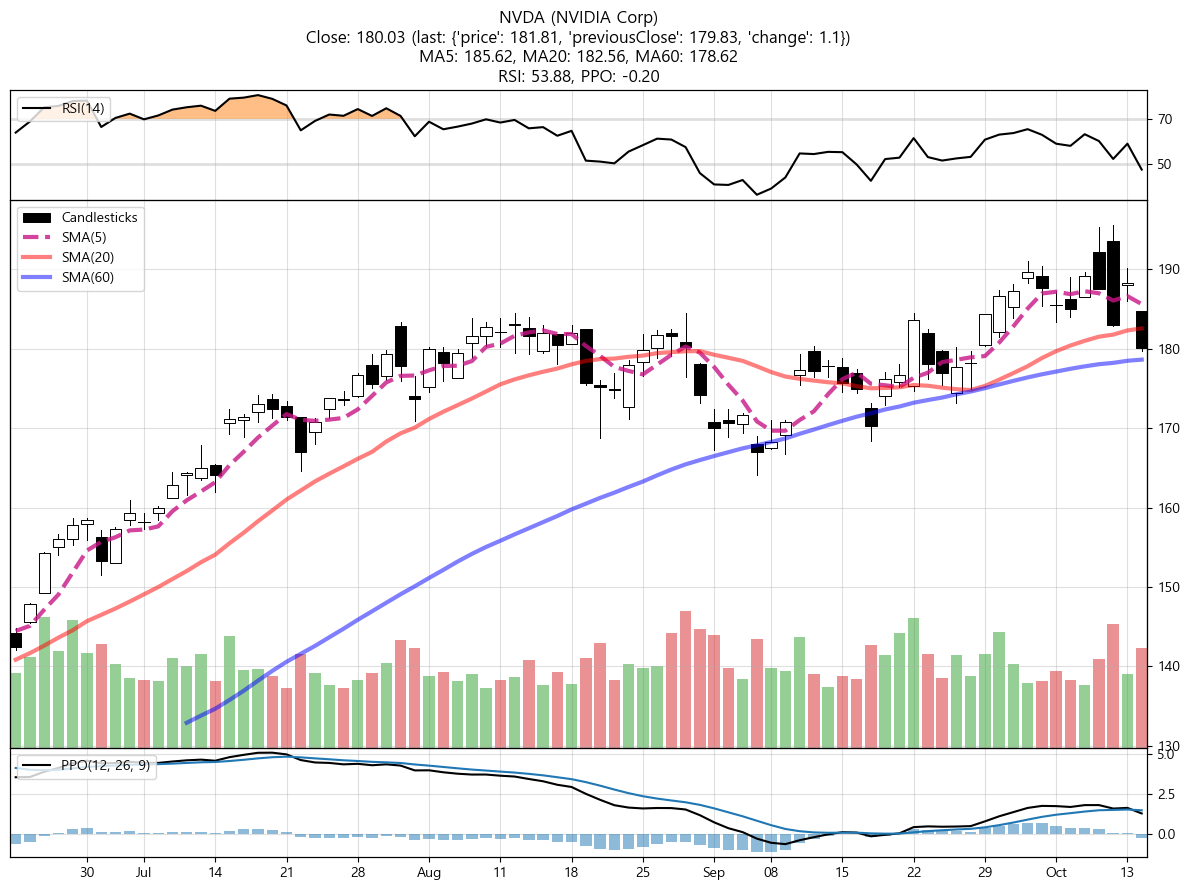 NVDA (NVIDIA Corp)
Close: 180.03 (last: {'price': 181.81, 'previousClose': 179.83, 'change': 1.1})
MA5: 185.62, MA20: 182.56, MA60: 178.62
RSI: 53.88, PPO: -0.20
RSI(14)
70
50
Candlesticks
SMA(5)
SMA(20)
SMA(60)
190
180
170
160
150
140
130
PPO(12, 26, 9)
5.0
2.5
0.0
30 Jul 14 21 28 Aug 11 18 25 Sep 08 15 22 29 Oct 13